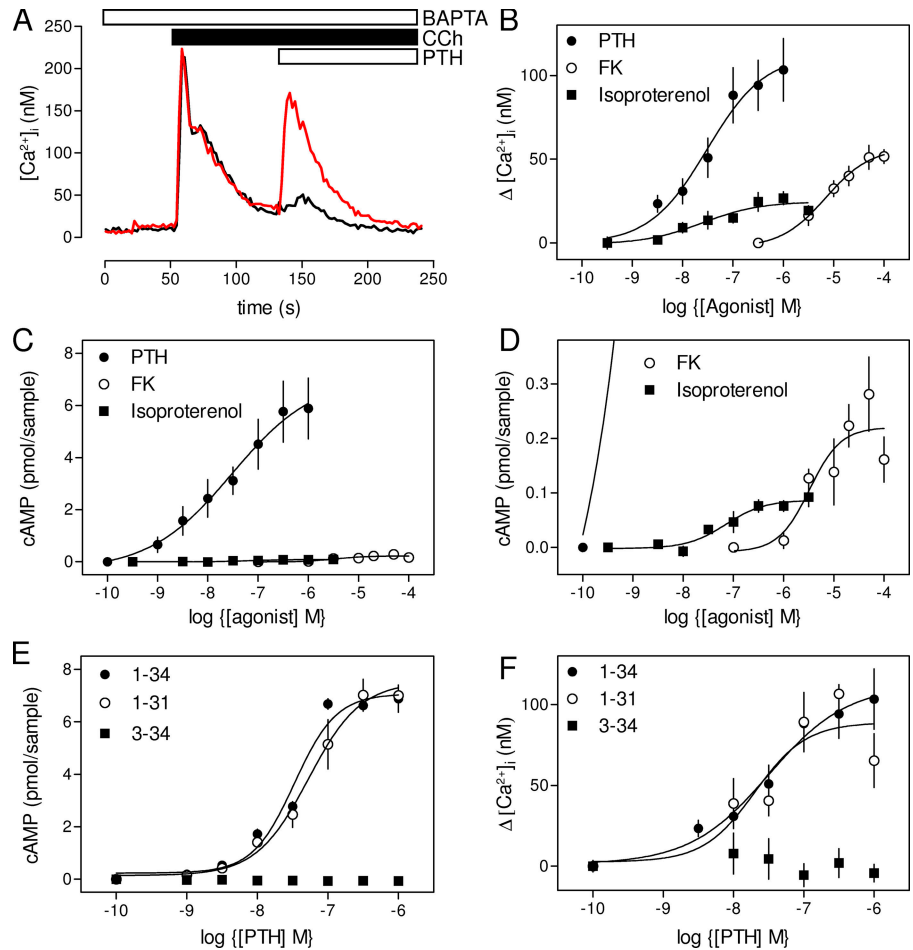 A
BAPTA
CCh
PTH
250
200
150
100
50
0
[Ca2+]i (nM)
0 50 100 150 200 250
time (s)
B
PTH
FK
Isoproterenol
100
50
0
Δ [Ca2+]i (nM)
-10 -9 -8 -7 -6 -5 -4
log {[Agonist] M}
C
PTH
FK
Isoproterenol
8
6
4
2
0
cAMP (pmol/sample)
-10 -9 -8 -7 -6 -5 -4
log {[agonist] M}
D
FK
Isoproterenol
0.3
0.2
0.1
0.0
cAMP (pmol/sample)
-10 -9 -8 -7 -6 -5 -4
log {[agonist] M}
E
1-34
1-31
3-34
8
6
4
2
0
cAMP (pmol/sample)
-10 -9 -8 -7 -6
log {[PTH] M}
F
1-34
1-31
3-34
100
50
0
Δ [Ca2+]i (nM)
-10 -9 -8 -7 -6
log {[PTH] M}